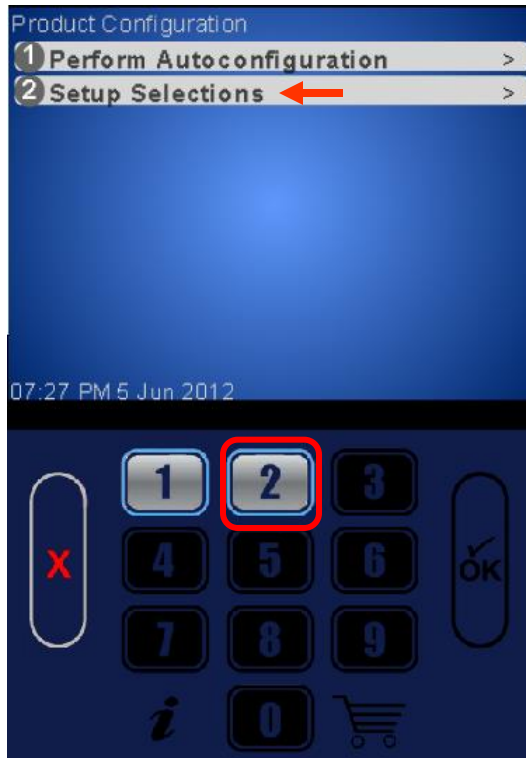 Product Configuration
1 Perform Autoconfiguration >
2 Setup Selections >
07:27 PM 5 Jun 2012
1 2 3
X 4 5 6 OK
7 8 9
i 0